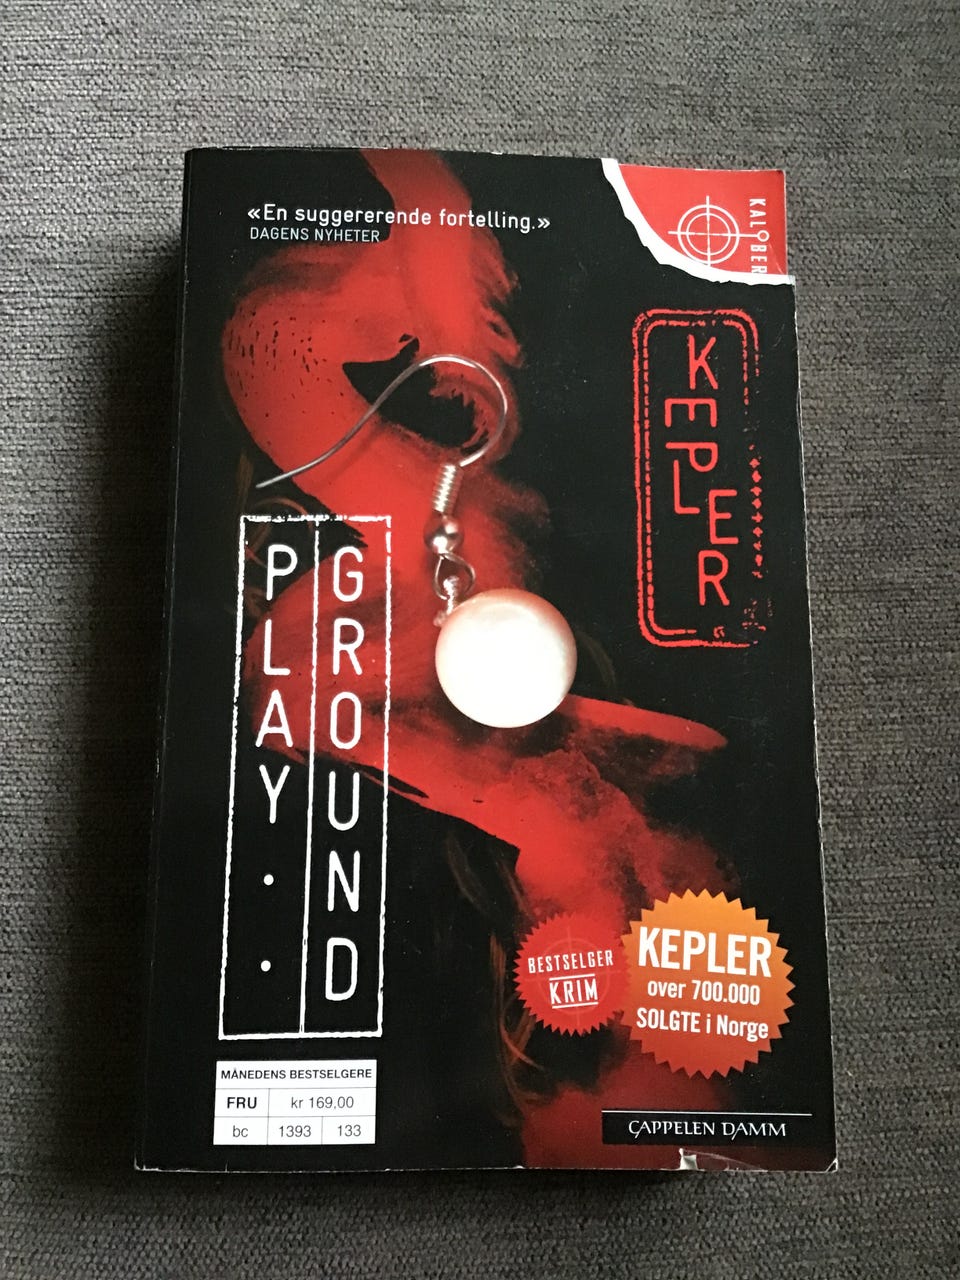 «En suggererende fortelling.»
DAGENS NYHETER
KEPLER
PLAY
GROUND
BESTSELGER
KRIM
KEPLER
over 700.000
SOLGTE i Norge
MÅNEDENS BESTSELGERE
FRU kr 169,00
bc 1393 133
CAPPELEN DAMM